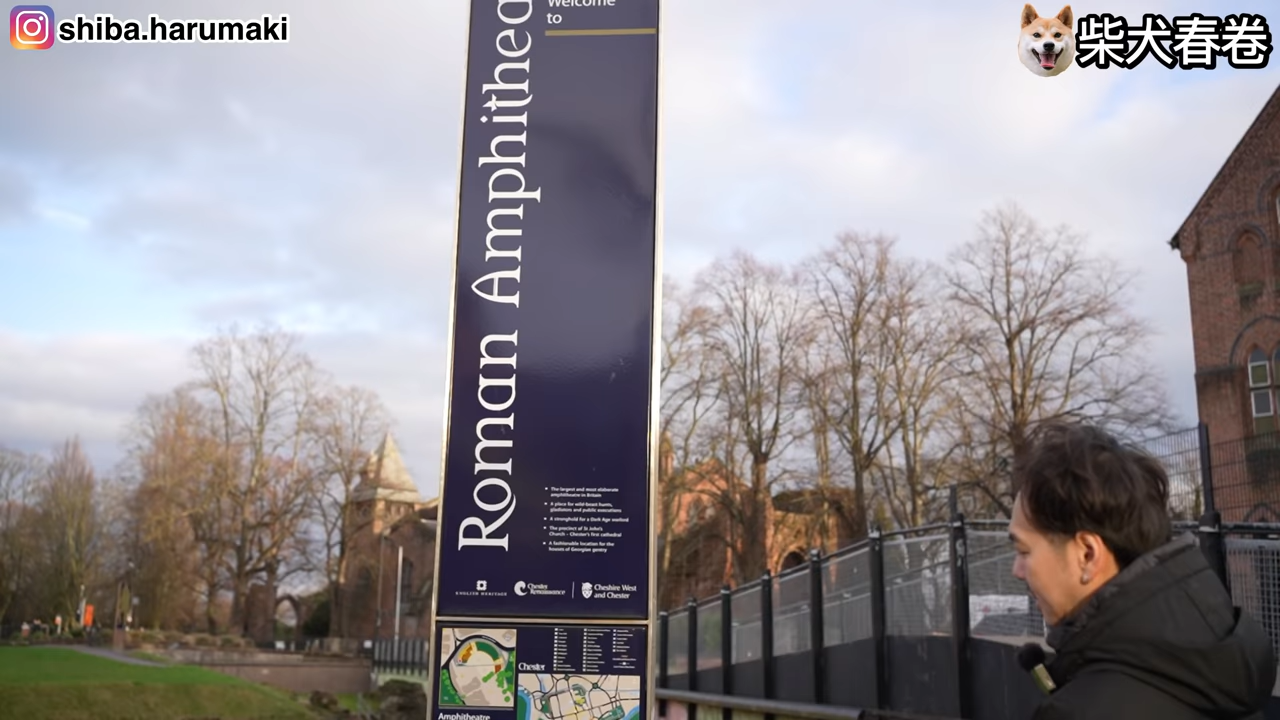 shiba.harumaki
柴犬春巻
Welcome
to
Roman Amphithea
The largest and most elaborate
amphitheatre in Britain
A place for wild-beast hunts,
gladiators and public executions
A stronghold for a Dark Age warlord
The precinct of St John's
Church - Chester's first cathedral
A fashionable location for the
houses of Georgian gentry
ENGLISH HERITAGE
Chester
Renaissance
Cheshire West
and Chester
Chester
Amphitheatre